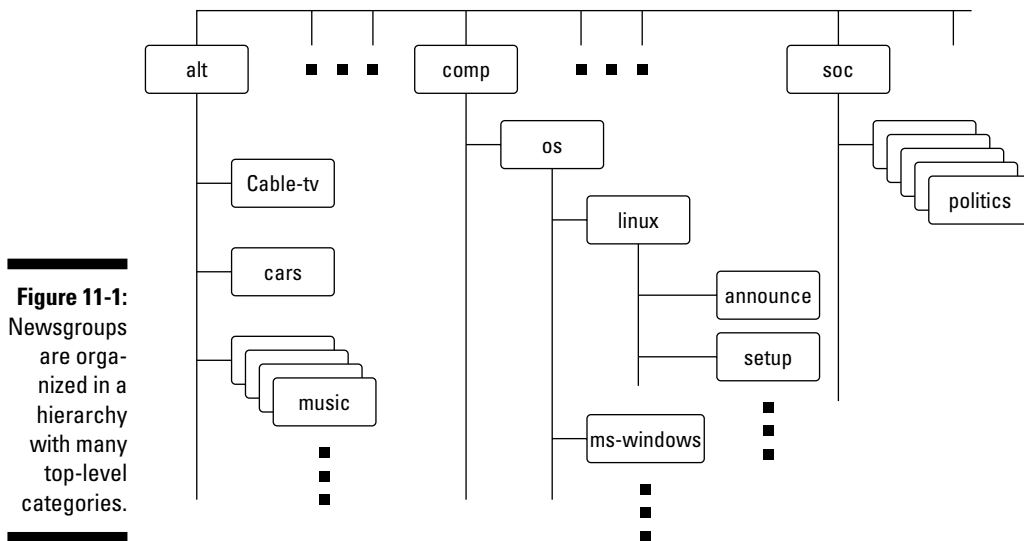 alt
comp
soc
os
Cable-tv
linux
politics
cars
announce
setup
music
ms-windows
Figure 11-1:
Newsgroups
are orga-
nized in a
hierarchy
with many
top-level
categories.